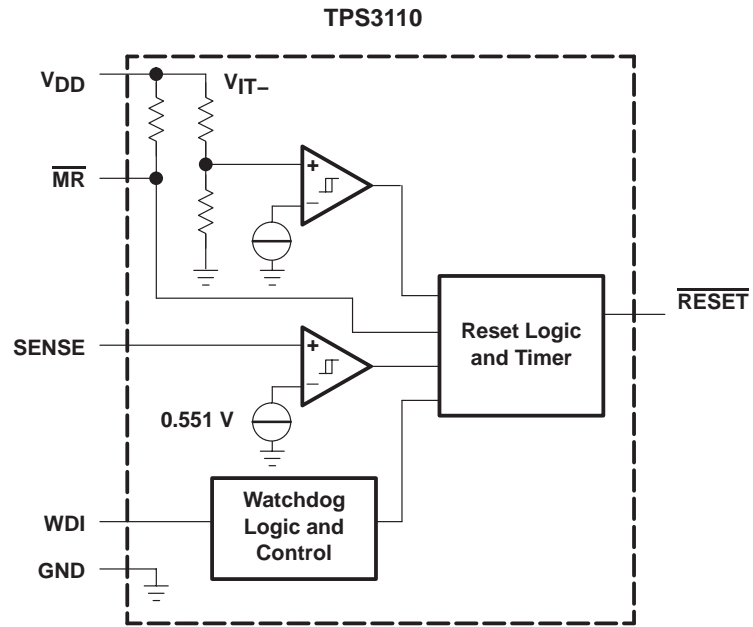 TPS3110
VDD
VIT–
MR
+
–
RESET
Reset Logic
and Timer
SENSE
+
–
0.551 V
Watchdog
Logic and
Control
WDI
GND